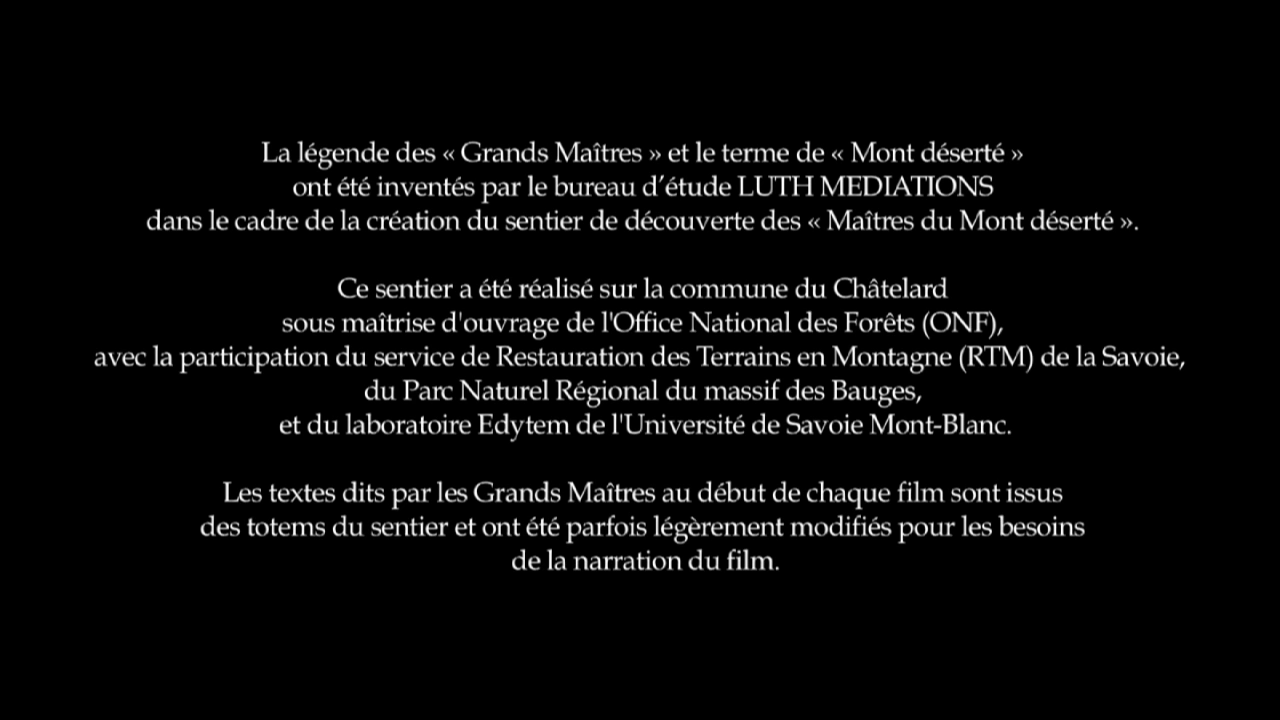 La légende des « Grands Maîtres » et le terme de « Mont déserté »
ont été inventés par le bureau d’étude LUTH MEDIATIONS
dans le cadre de la création du sentier de découverte des « Maîtres du Mont déserté ».
Ce sentier a été réalisé sur la commune du Châtelard
sous maîtrise d'ouvrage de l'Office National des Forêts (ONF),
avec la participation du service de Restauration des Terrains en Montagne (RTM) de la Savoie,
du Parc Naturel Régional du massif des Bauges,
et du laboratoire Edytem de l'Université de Savoie Mont-Blanc.
Les textes dits par les Grands Maîtres au début de chaque film sont issus
des totems du sentier et ont été parfois légèrement modifiés pour les besoins
de la narration du film.